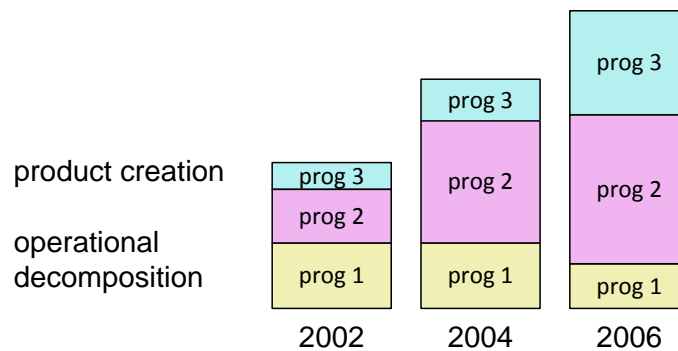 product creation
operational
decomposition
prog 3
prog 2
prog 1
2002
prog 3
prog 2
prog 1
2004
prog 3
prog 2
prog 1
2006